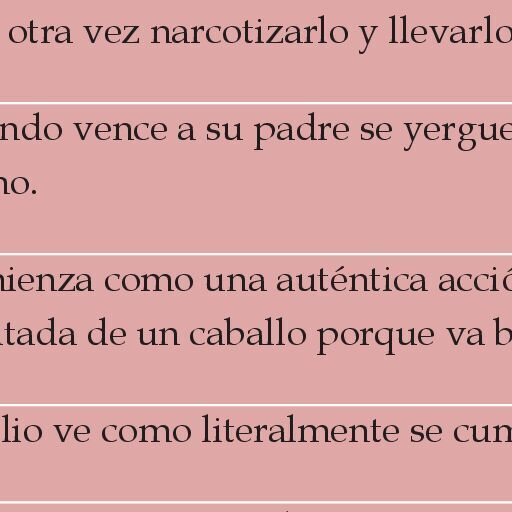 otra vez narcotizarlo y llevarlo
ndo vence a su padre se yergue
no.
ienza como una auténtica acció
tada de un caballo porque va b
lio ve como literalmente se cum